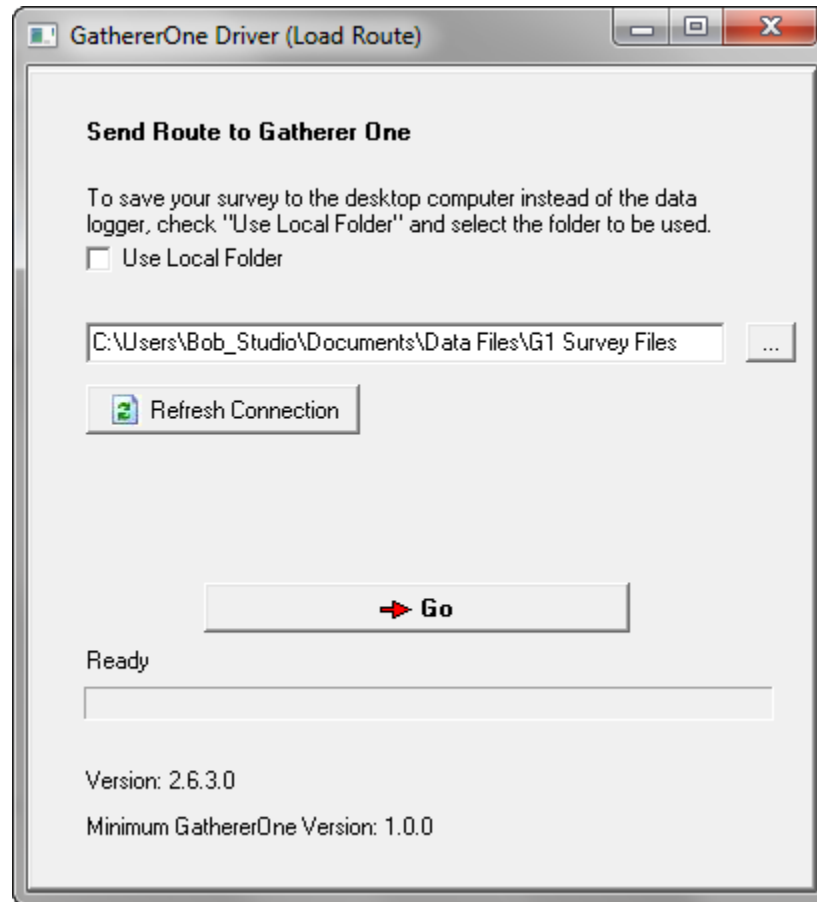 GathererOne Driver (Load Route)
Send Route to Gatherer One
To save your survey to the desktop computer instead of the data
logger, check "Use Local Folder" and select the folder to be used.
Use Local Folder
C:\Users\Bob_Studio\Documents\Data Files\G1 Survey Files
...
Refresh Connection
Go
Ready
Version: 2.6.3.0
Minimum GathererOne Version: 1.0.0